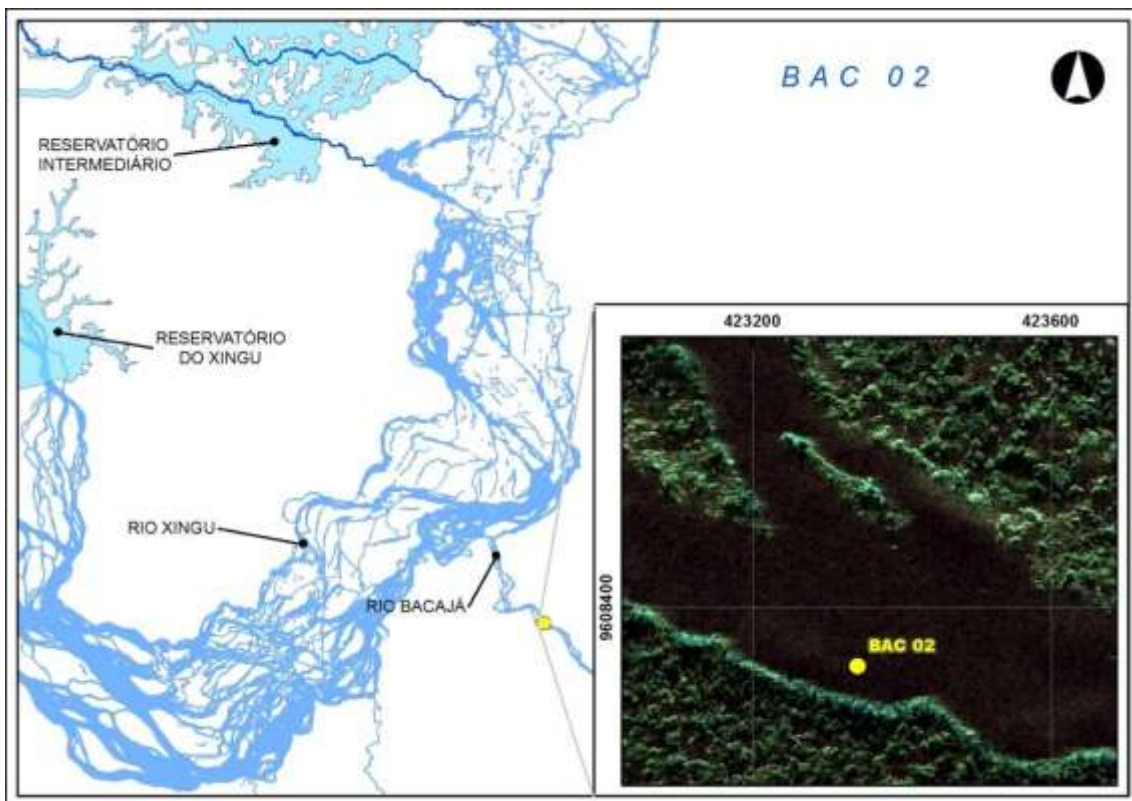 BAC 02
RESERVATÓRIO
INTERMEDIÁRIO
RESERVATÓRIO
DO XINGU
RIO XINGU
RIO BACAJÁ
423200
423600
9608400
BAC 02